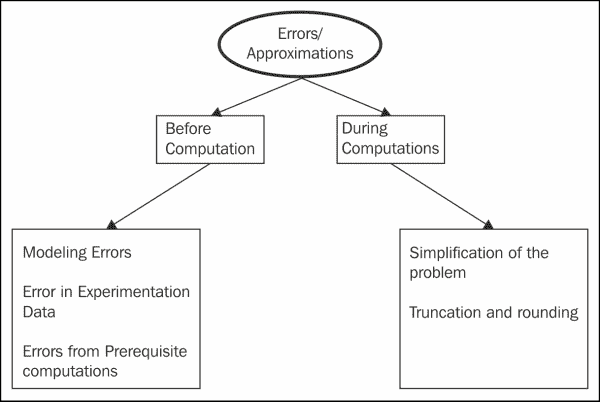 Errors/
Approximations
Before
Computation
During
Computations
Modeling Errors
Error in Experimentation
Data
Errors from Prerequisite
computations
Simplification of the
problem
Truncation and rounding